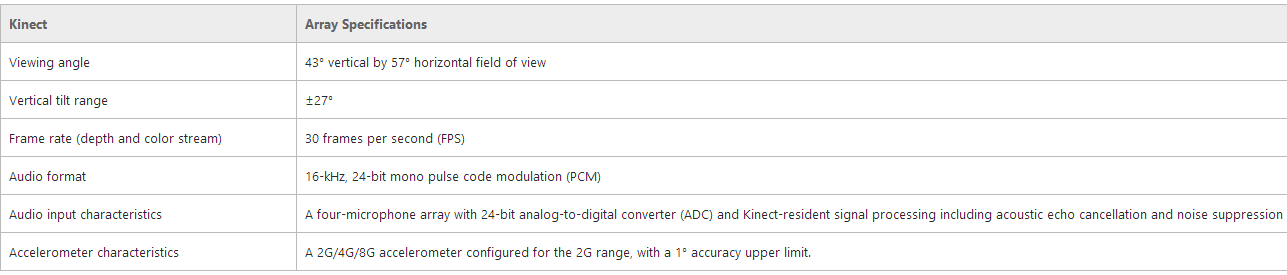 Kinect Array Specifications
Viewing angle 43° vertical by 57° horizontal field of view
Vertical tilt range ±27°
Frame rate (depth and color stream) 30 frames per second (FPS)
Audio format 16-kHz, 24-bit mono pulse code modulation (PCM)
Audio input characteristics A four-microphone array with 24-bit analog-to-digital converter (ADC) and Kinect-resident signal processing including acoustic echo cancellation and noise suppression
Accelerometer characteristics A 2G/4G/8G accelerometer configured for the 2G range, with a 1° accuracy upper limit.